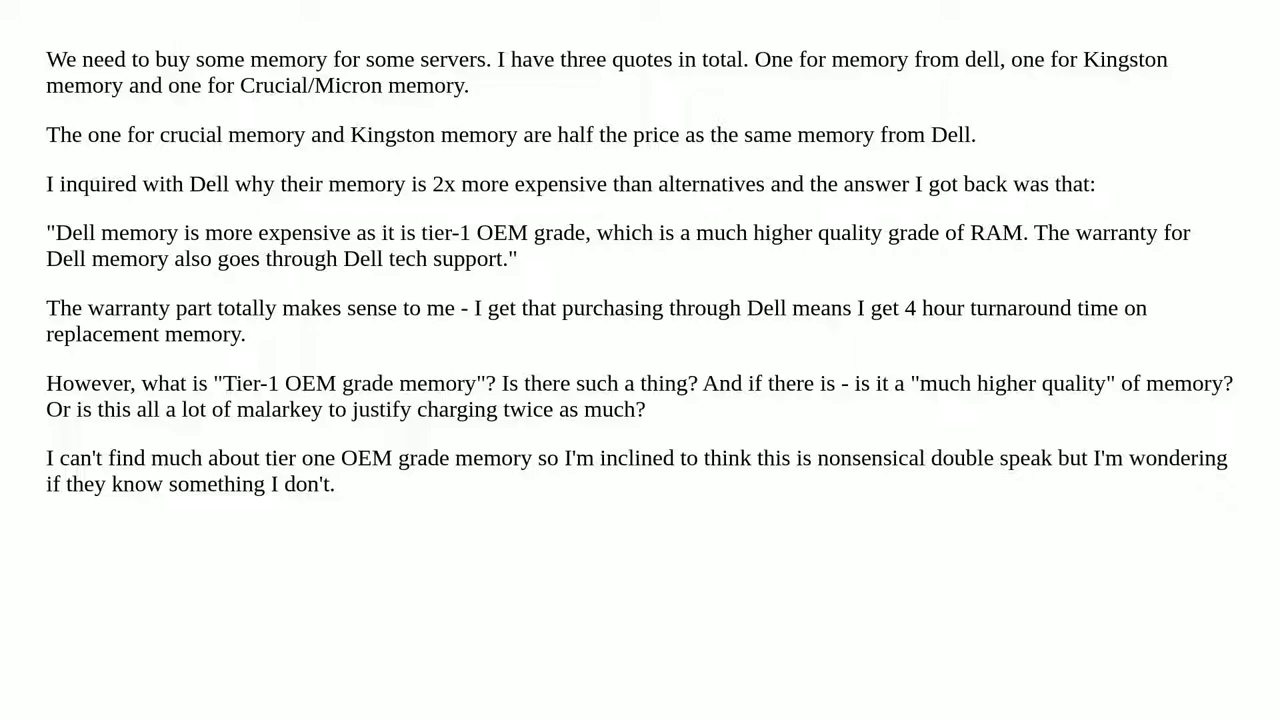 We need to buy some memory for some servers. I have three quotes in total. One for memory from dell, one for Kingston
memory and one for Crucial/Micron memory.
The one for crucial memory and Kingston memory are half the price as the same memory from Dell.
I inquired with Dell why their memory is 2x more expensive than alternatives and the answer I got back was that:
"Dell memory is more expensive as it is tier-1 OEM grade, which is a much higher quality grade of RAM. The warranty for
Dell memory also goes through Dell tech support."
The warranty part totally makes sense to me - I get that purchasing through Dell means I get 4 hour turnaround time on
replacement memory.
However, what is "Tier-1 OEM grade memory"? Is there such a thing? And if there is - is it a "much higher quality" of memory?
Or is this all a lot of malarkey to justify charging twice as much?
I can't find much about tier one OEM grade memory so I'm inclined to think this is nonsensical double speak but I'm wondering
if they know something I don't.